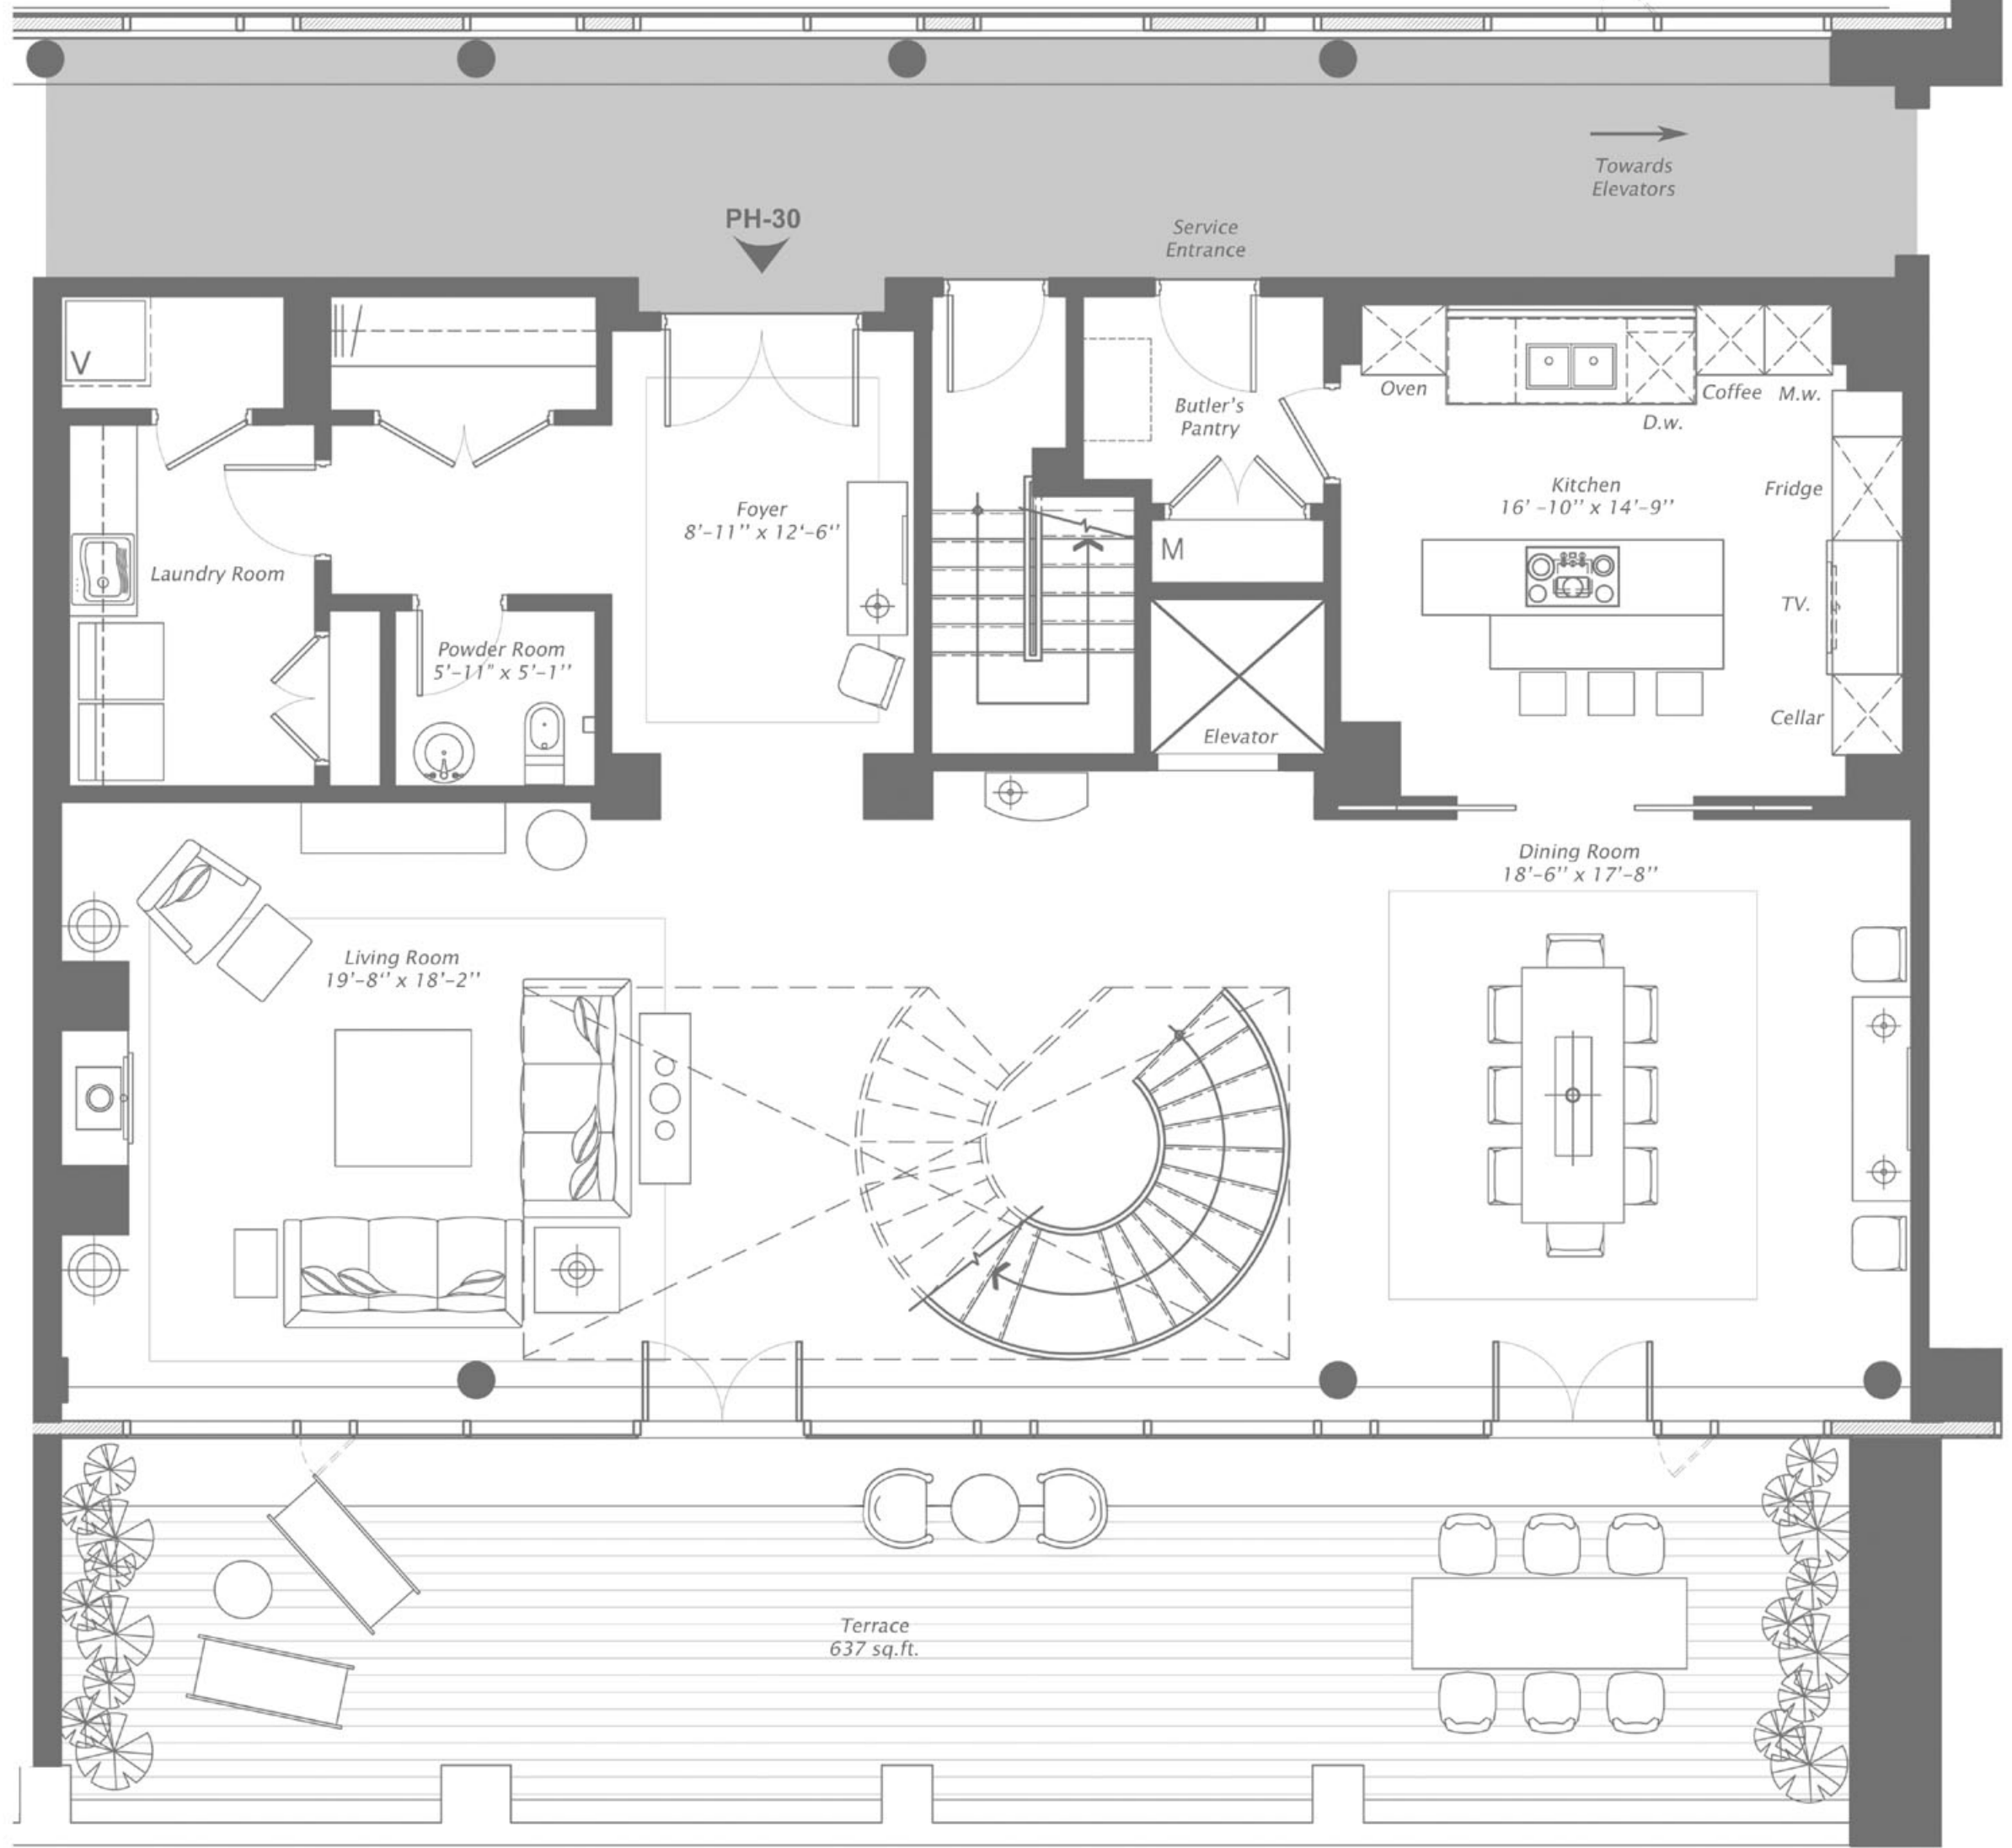 Towards
Elevators
PH-30
Service
Entrance
V
Oven
Coffee
M.w.
Butler's
Pantry
D.w.
Kitchen
16' -10'' x 14'-9''
Fridge
Foyer
8'-11'' x 12'-6''
M
Laundry Room
TV.
Powder Room
5'-11" x 5'-1''
Cellar
Elevator
Dining Room
18'-6'' x 17'-8''
Living Room
19'-8'' x 18'-2''
Terrace
637 sq.ft.